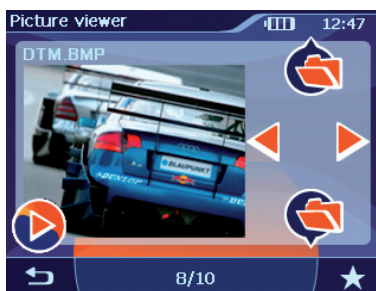 Picture viewer
12:47
DTM.BMP
BLAUPUNKT
DUNLOP
8/10